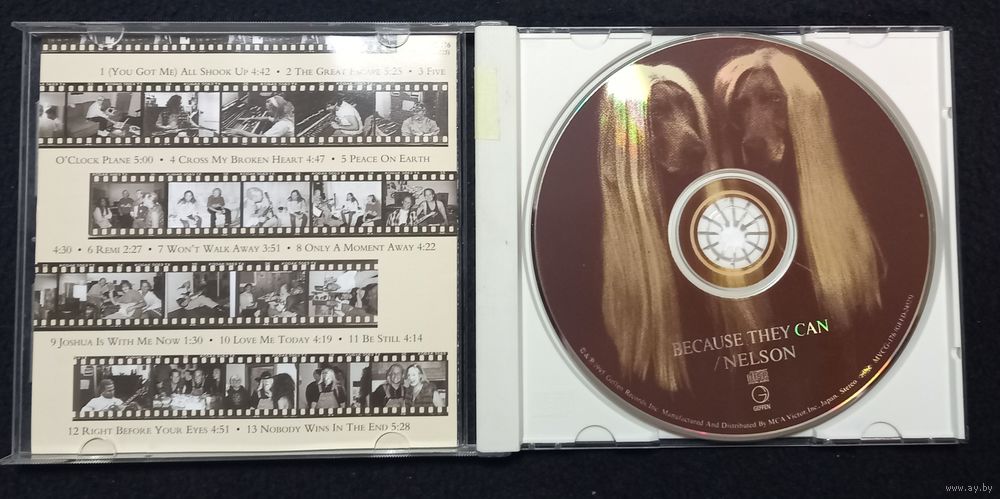 1 (You Got Me) All Shook Up 4:42 • 2 The Great Escape 5:25 • 3 Five
O'Clock Plane 5:00 • 4 Cross My Broken Heart 4:47 • 5 Peace On Earth
4:30 • 6 Remi 2:27 • 7 Won't Walk Away 3:51 • 8 Only A Moment Away 4:22
9 Joshua Is With Me Now 1:30 • 10 Love Me Today 4:19 • 11 Be Still 4:14
12 Right Before Your Eyes 4:51 • 13 Nobody Wins In The End 5:28
BECAUSE THEY CAN
/ NELSON
GEFFEN
Geffen Records, Inc. Manufactured And Distributed By MCA Victor, Inc., Japan. Stereo
www.ay.by